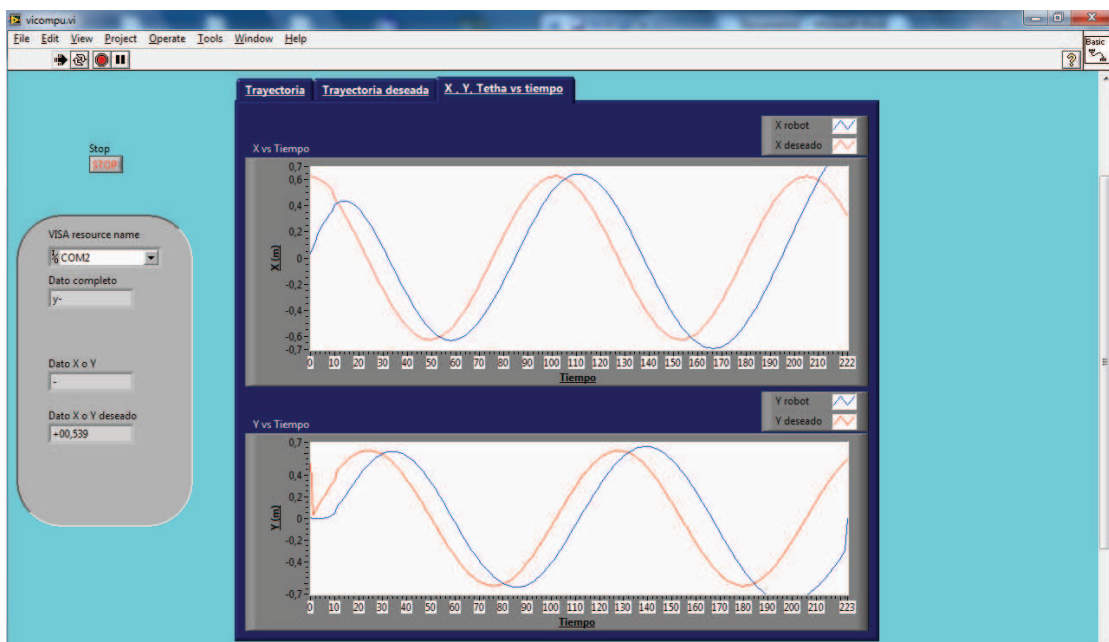 vicompu.vi
File Edit View Project Operate Tools Window Help
Basic
Trayectoria Trayectoria deseada X , Y, Tetha vs tiempo
Stop
STOP
VISA resource name
COM2
Dato completo
y-
Dato X o Y
-
Dato X o Y deseado
+00,539
X robot
X deseado
X vs Tiempo
0,7
0,6
0,4
0,2
0
-0,2
-0,4
-0,6
-0,7
X (m)
0 10 20 30 40 50 60 70 80 90 100 110 120 130 140 150 160 170 180 190 200 210 222
Tiempo
Y robot
Y deseado
Y vs Tiempo
0,7
0,4
0,2
0
-0,2
-0,4
-0,7
Y (m)
0 10 20 30 40 50 60 70 80 90 100 110 120 130 140 150 160 170 180 190 200 210 223
Tiempo